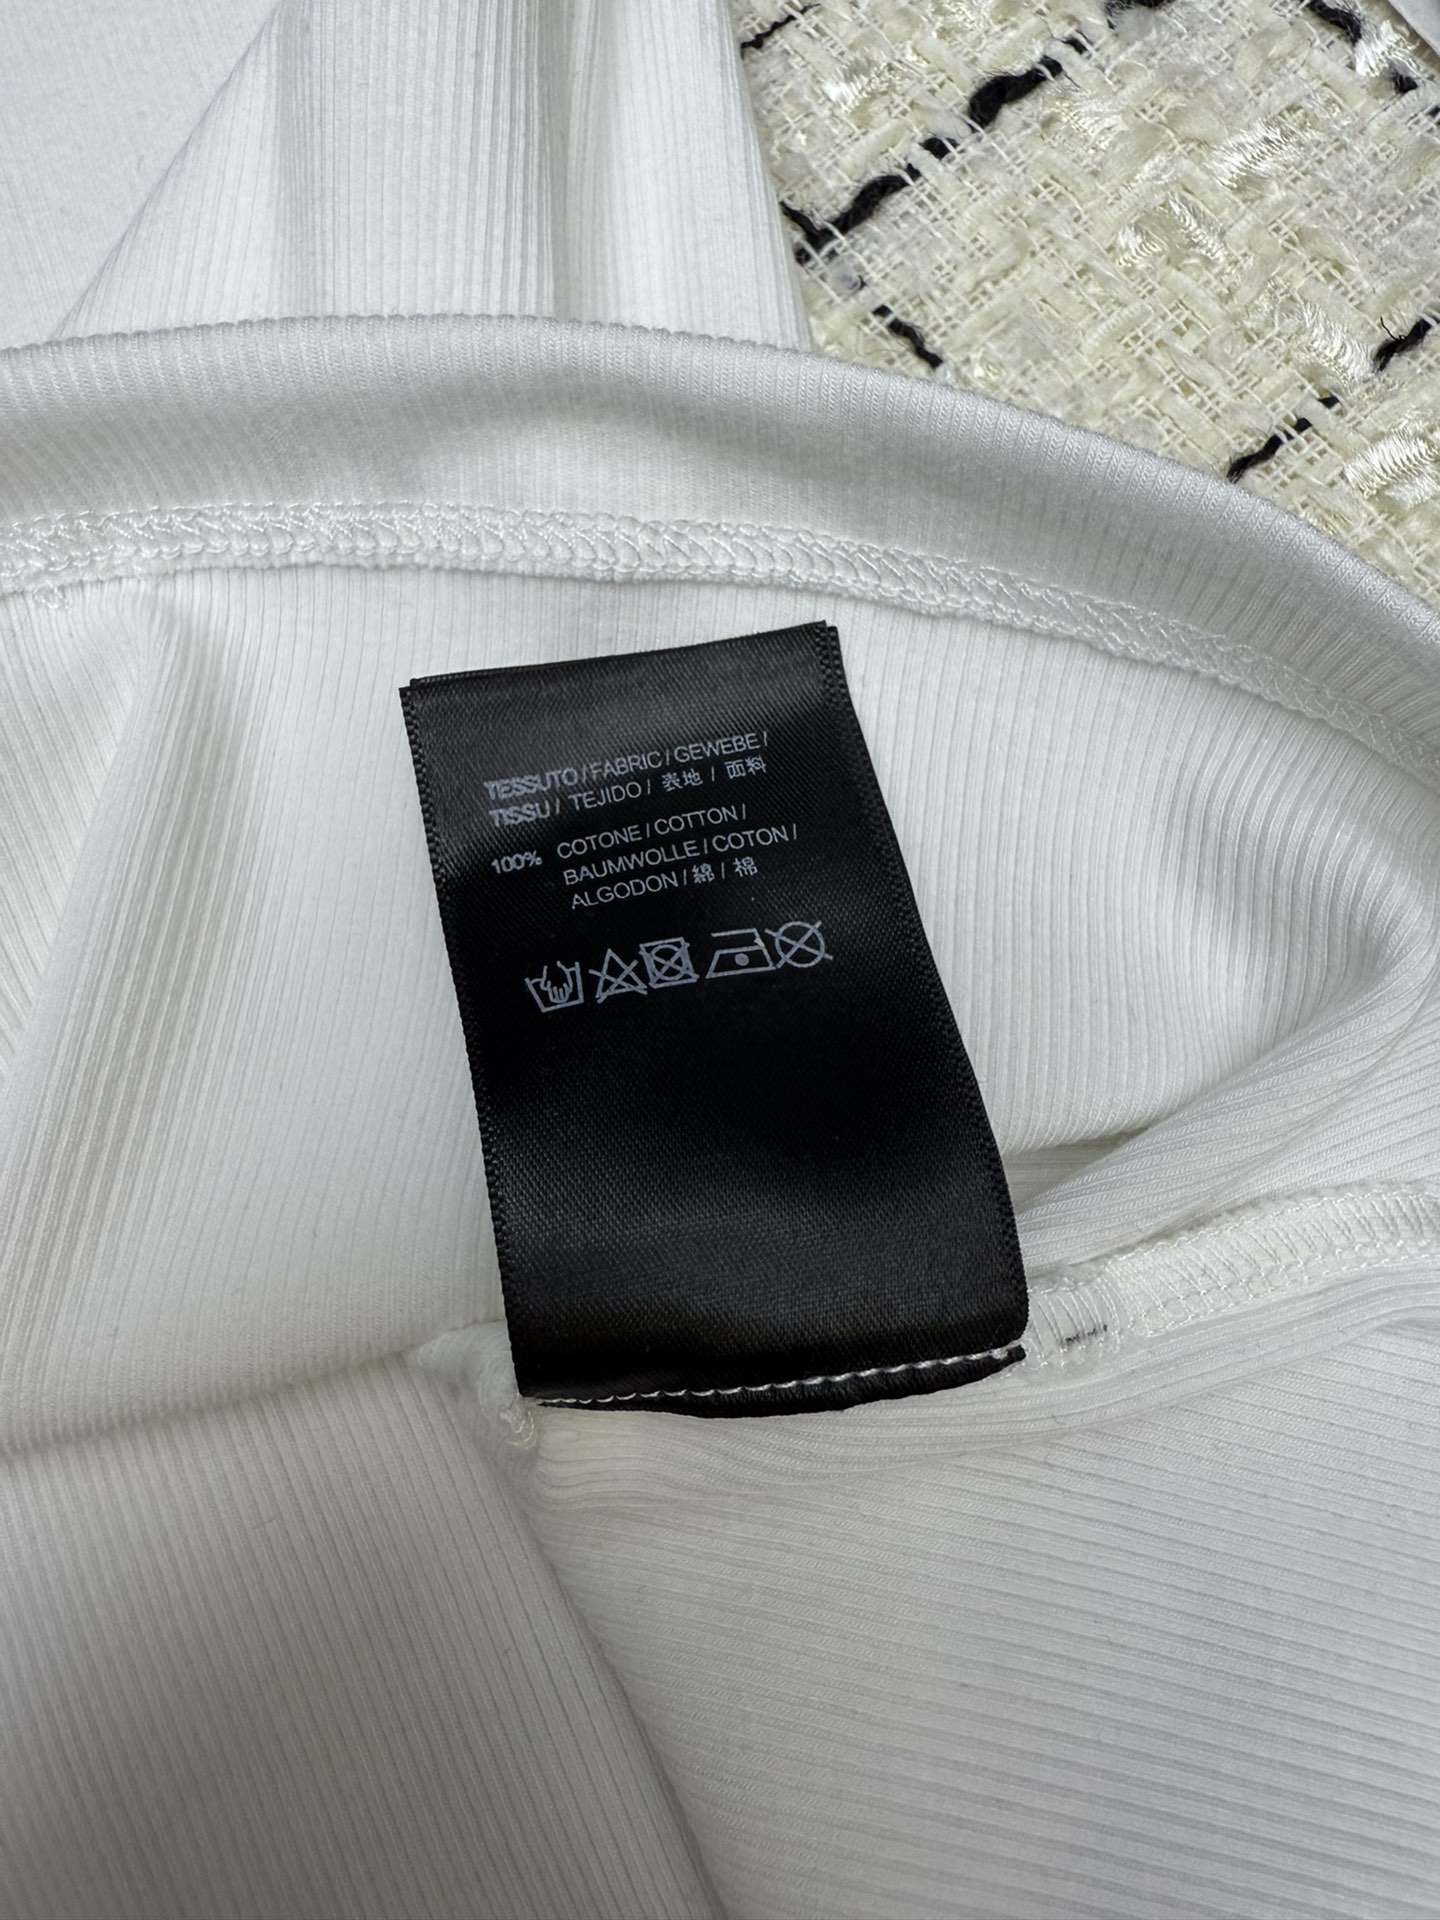 TESSUTO / FABRIC / GEWEBE /
TISSU / TEJIDO / 表地 / 面料
100% COTONE / COTTON /
BAUMWOLLE / COTON /
ALGODON / 綿 / 棉